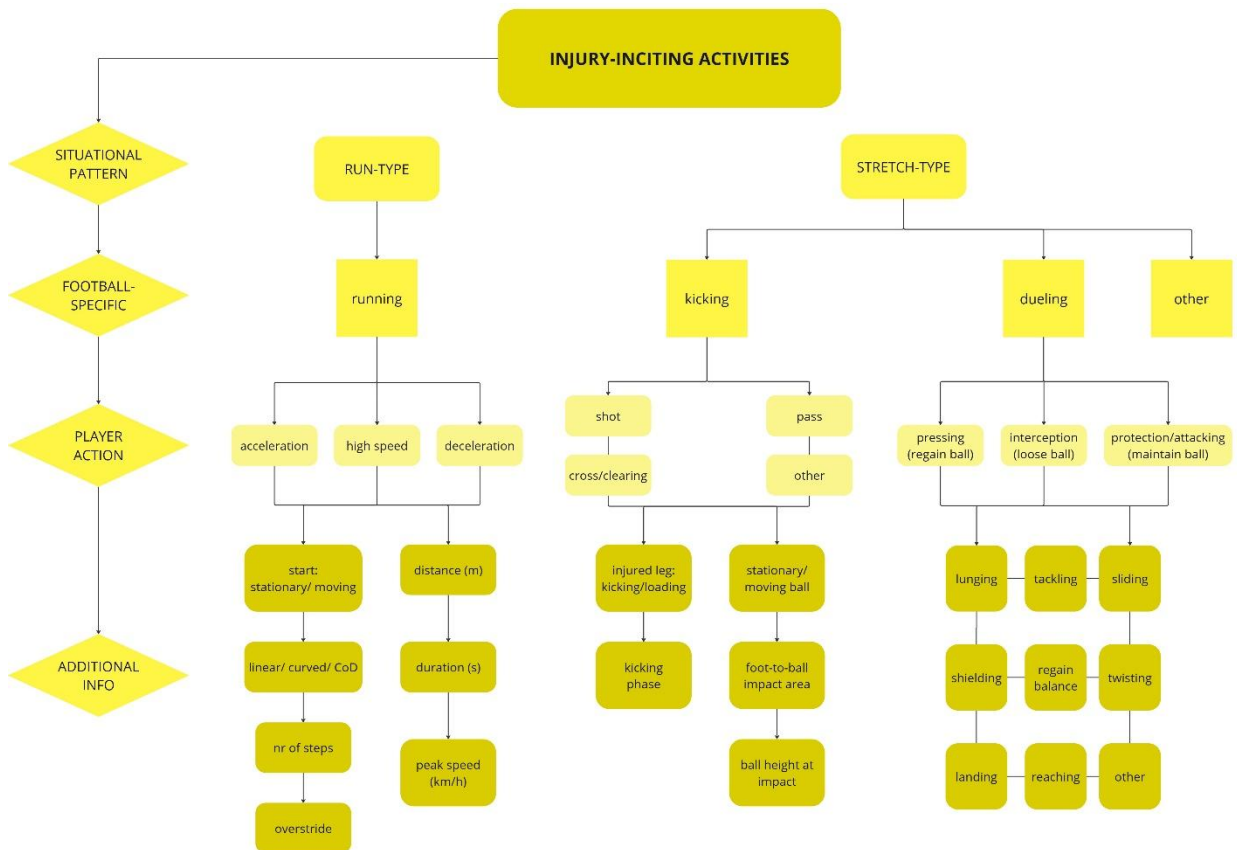 INJURY-INCITING ACTIVITIES
SITUATIONAL
PATTERN
RUN-TYPE
STRETCH-TYPE
FOOTBALL-
SPECIFIC
running
kicking
dueling
other
PLAYER
ACTION
acceleration
high speed
deceleration
shot
pass
cross/clearing
other
pressing
(regain ball)
interception
(loose ball)
protection/attacking
(maintain ball)
ADDITIONAL
INFO
start:
stationary/ moving
distance (m)
linear/ curved/ CoD
duration (s)
nr of steps
peak speed
(km/h)
overstride
injured leg:
kicking/loading
stationary/
moving ball
kicking
phase
foot-to-ball
impact area
ball height at
impact
lunging
tackling
sliding
shielding
regain
balance
twisting
landing
reaching
other